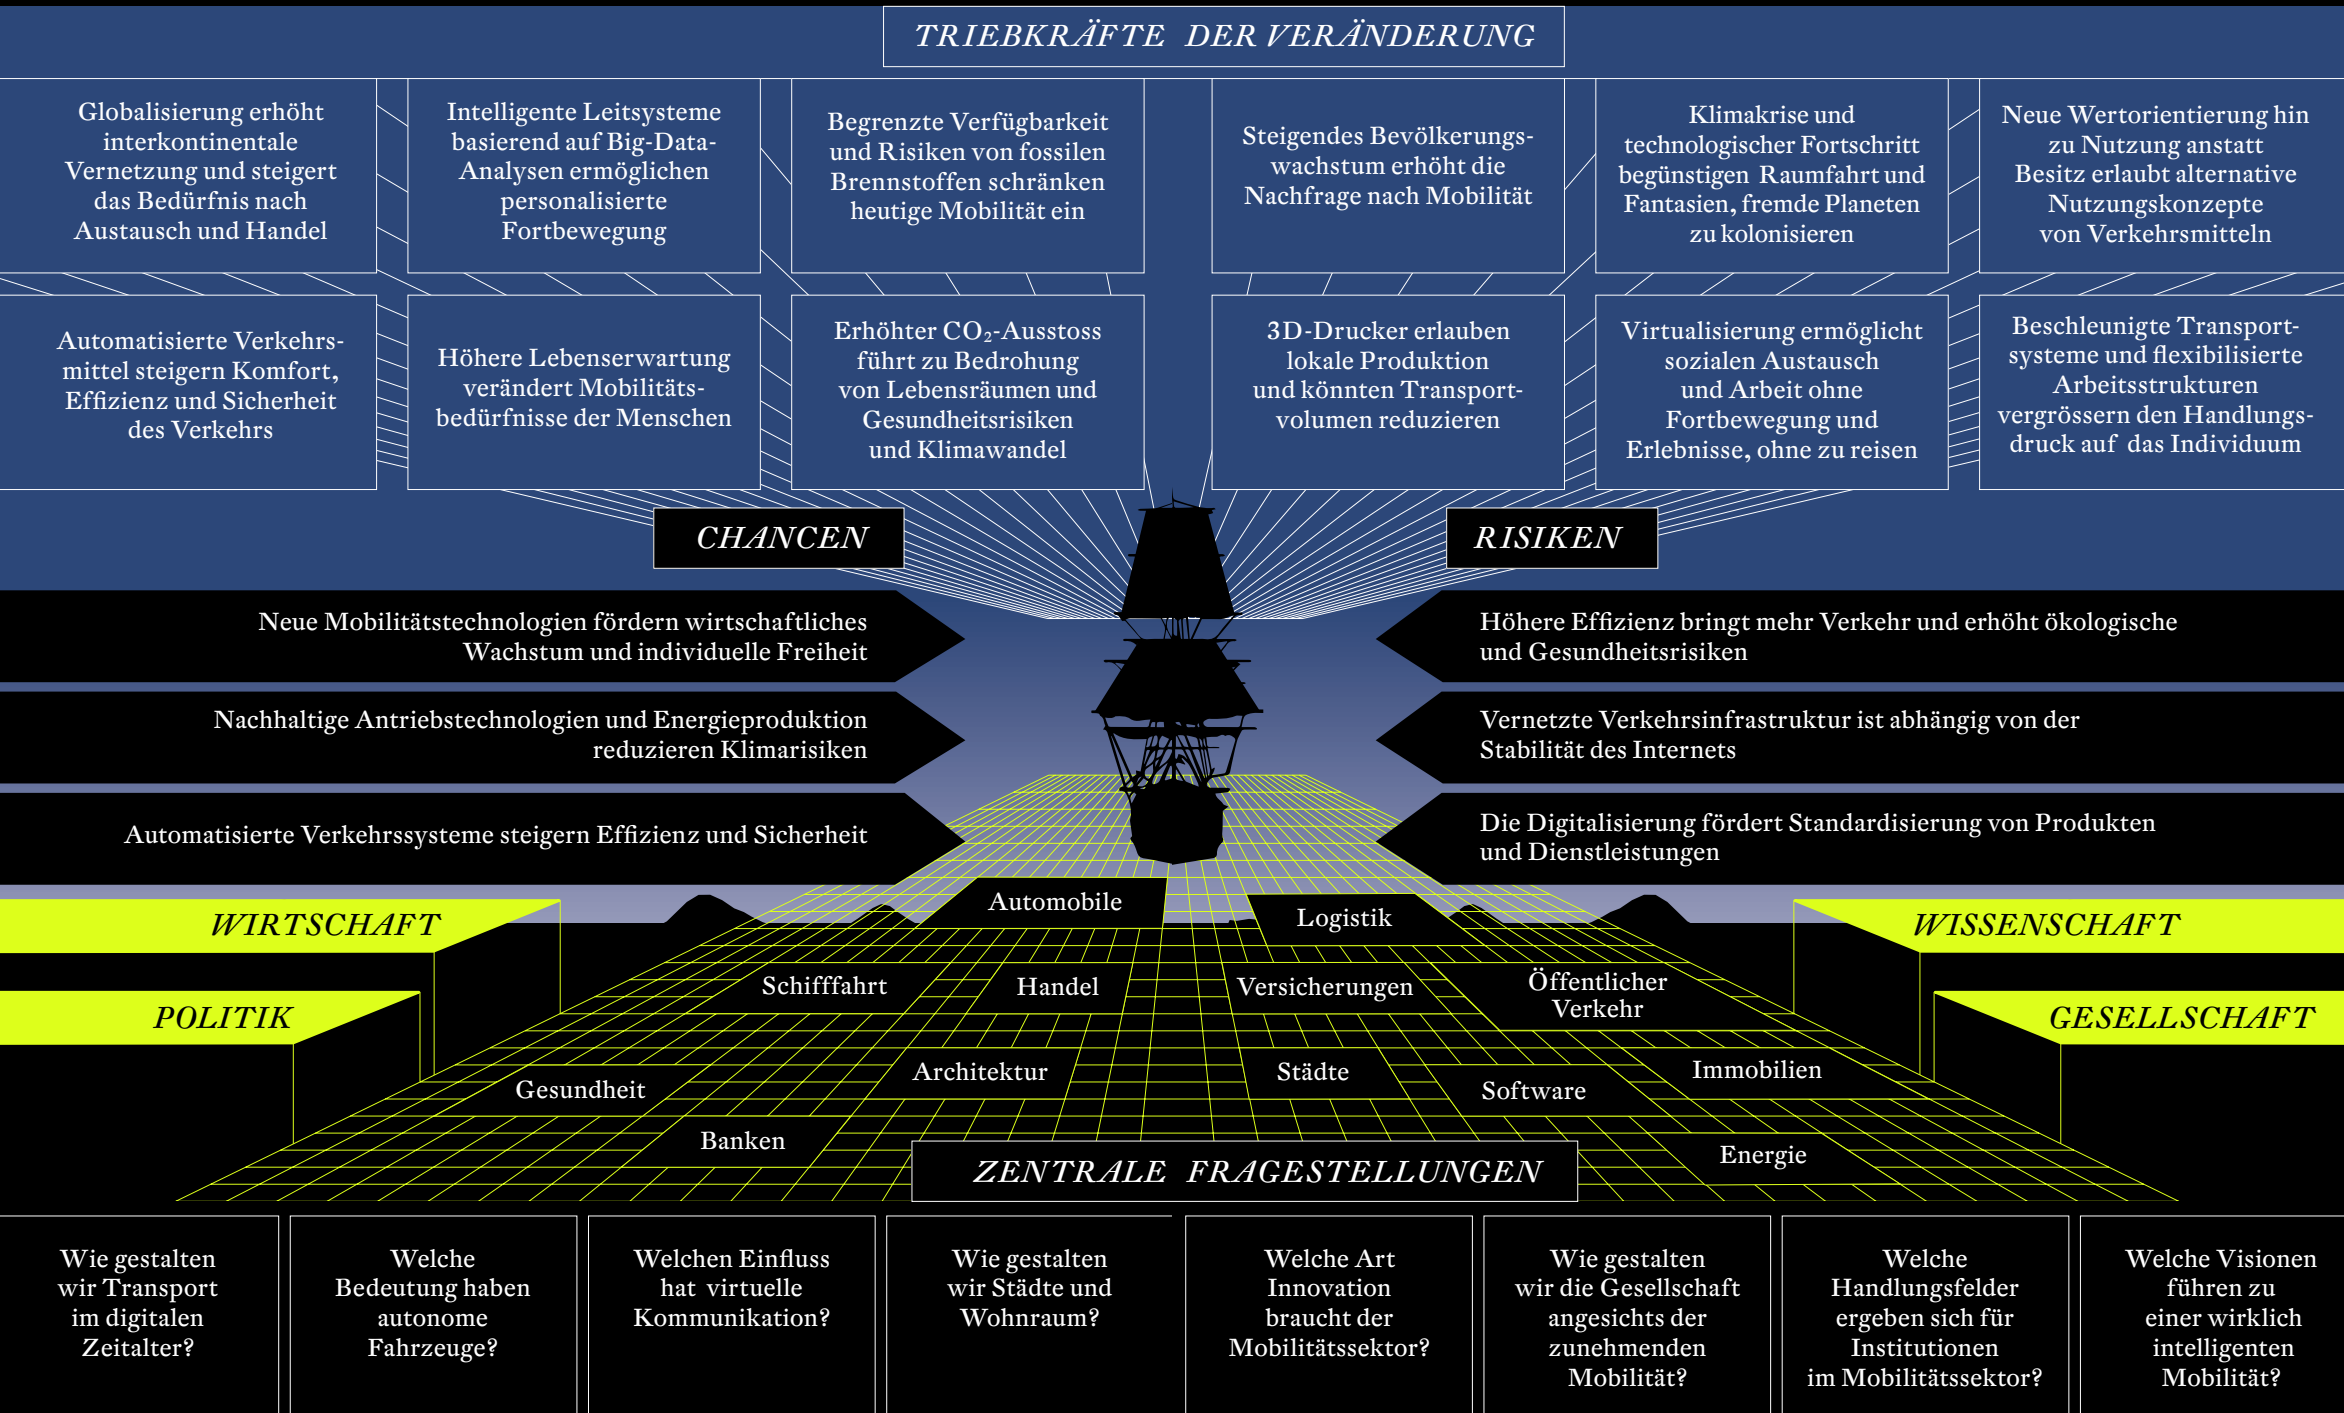 TRIEBKRÄFTE DER VERÄNDERUNG
Globalisierung erhöht
interkontinentale
Vernetzung und steigert
das Bedürfnis nach
Austausch und Handel
Intelligente Leitsysteme
basierend auf Big-Data-
Analysen ermöglichen
personalisierte
Fortbewegung
Begrenzte Verfügbarkeit
und Risiken von fossilen
Brennstoffen schränken
heutige Mobilität ein
Steigendes Bevölkerungs-
wachstum erhöht die
Nachfrage nach Mobilität
Klimakrise und
technologischer Fortschritt
begünstigen Raumfahrt und
Fantasien, fremde Planeten
zu kolonisieren
Neue Wertorientierung hin
zu Nutzung anstatt
Besitz erlaubt alternative
Nutzungskonzepte
von Verkehrsmitteln
Automatisierte Verkehrs-
mittel steigern Komfort,
Effizienz und Sicherheit
des Verkehrs
Höhere Lebenserwartung
verändert Mobilitäts-
bedürfnisse der Menschen
Erhöhter CO₂-Ausstoss
führt zu Bedrohung
von Lebensräumen und
Gesundheitsrisiken
und Klimawandel
3D-Drucker erlauben
lokale Produktion
und könnten Transport-
volumen reduzieren
Virtualisierung ermöglicht
sozialen Austausch
und Arbeit ohne
Fortbewegung und
Erlebnisse, ohne zu reisen
Beschleunigte Transport-
systeme und flexibilisierte
Arbeitsstrukturen
vergrössern den Handlungs-
druck auf das Individuum
CHANCEN
Neue Mobilitätstechnologien fördern wirtschaftliches
Wachstum und individuelle Freiheit
Nachhaltige Antriebstechnologien und Energieproduktion
reduzieren Klimarisiken
Automatisierte Verkehrssysteme steigern Effizienz und Sicherheit
RISIKEN
Höhere Effizienz bringt mehr Verkehr und erhöht ökologische
und Gesundheitsrisiken
Vernetzte Verkehrsinfrastruktur ist abhängig von der
Stabilität des Internets
Die Digitalisierung fördert Standardisierung von Produkten
und Dienstleistungen
WIRTSCHAFT
POLITIK
WISSENSCHAFT
GESELLSCHAFT
Automobile
Logistik
Schifffahrt
Handel
Versicherungen
Öffentlicher
Verkehr
Gesundheit
Architektur
Städte
Software
Immobilien
Banken
Energie
ZENTRALE FRAGESTELLUNGEN
Wie gestalten
wir Transport
im digitalen
Zeitalter?
Welche
Bedeutung haben
autonome
Fahrzeuge?
Welchen Einfluss
hat virtuelle
Kommunikation?
Wie gestalten
wir Städte und
Wohnraum?
Welche Art
Innovation
braucht der
Mobilitätssektor?
Wie gestalten
wir die Gesellschaft
angesichts der
zunehmenden
Mobilität?
Welche
Handlungsfelder
ergeben sich für
Institutionen
im Mobilitätssektor?
Welche Visionen
führen zu
einer wirklich
intelligenten
Mobilität?